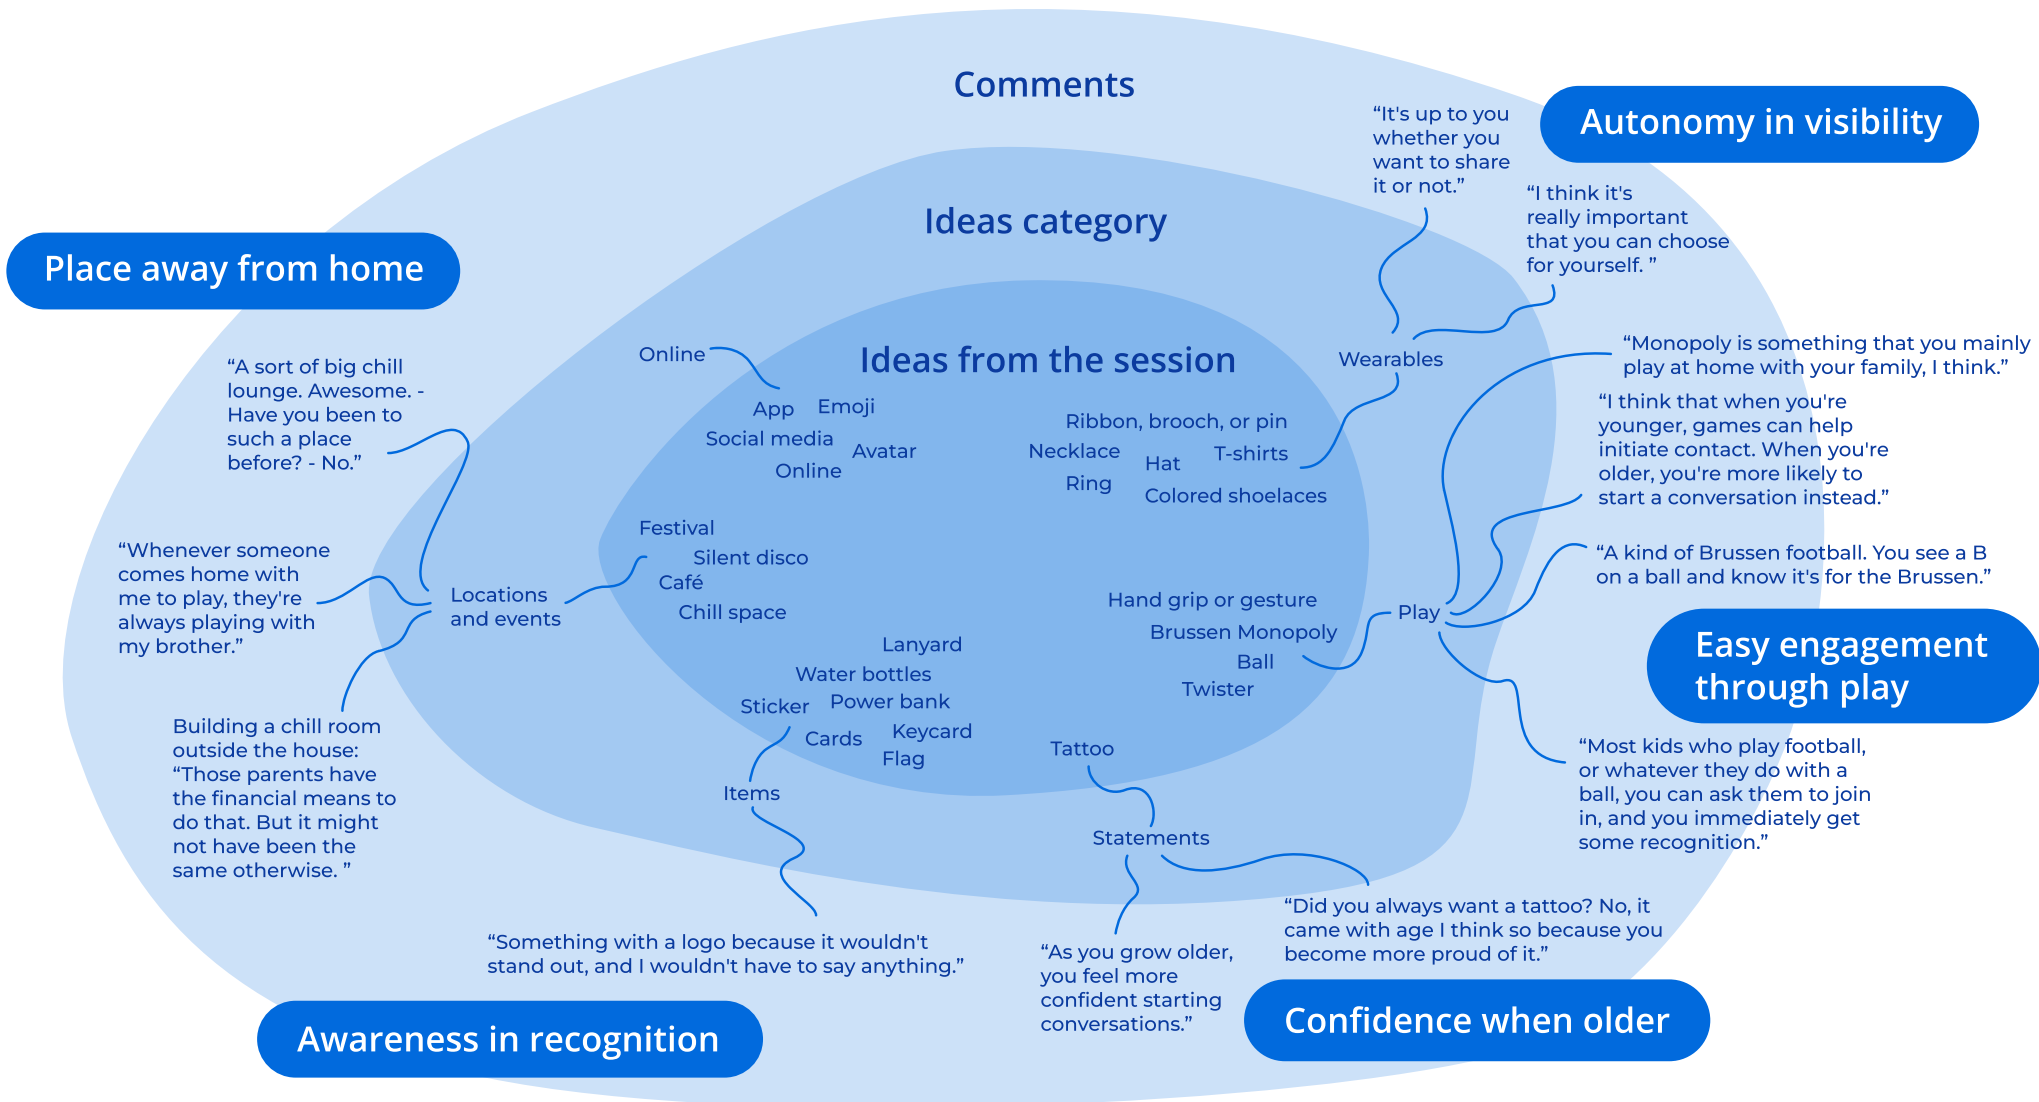 Comments
Ideas category
Ideas from the session
Autonomy in visibility
“It's up to you
whether you
want to share
it or not.”
“I think it's
really important
that you can choose
for yourself. ”
Wearables
Ribbon, brooch, or pin
Necklace
T-shirts
Hat
Ring
Colored shoelaces
Place away from home
“A sort of big chill
lounge. Awesome. -
Have you been to
such a place
before? - No.”
“Whenever someone
comes home with
me to play, they're
always playing with
my brother.”
Building a chill room
outside the house:
“Those parents have
the financial means to
do that. But it might
not have been the
same otherwise. ”
Locations
and events
Festival
Silent disco
Café
Chill space
Online
App
Emoji
Social media
Avatar
Online
“Monopoly is something that you mainly
play at home with your family, I think.”
“I think that when you're
younger, games can help
initiate contact. When you're
older, you're more likely to
start a conversation instead.”
“A kind of Brussen football. You see a B
on a ball and know it's for the Brussen.”
Easy engagement
through play
“Most kids who play football,
or whatever they do with a
ball, you can ask them to join
in, and you immediately get
some recognition.”
Play
Hand grip or gesture
Brussen Monopoly
Ball
Twister
Lanyard
Water bottles
Sticker
Power bank
Cards
Keycard
Flag
Items
“Something with a logo because it wouldn't
stand out, and I wouldn't have to say anything.”
Awareness in recognition
Tattoo
Statements
“As you grow older,
you feel more
confident starting
conversations.”
“Did you always want a tattoo? No, it
came with age I think so because you
become more proud of it.”
Confidence when older